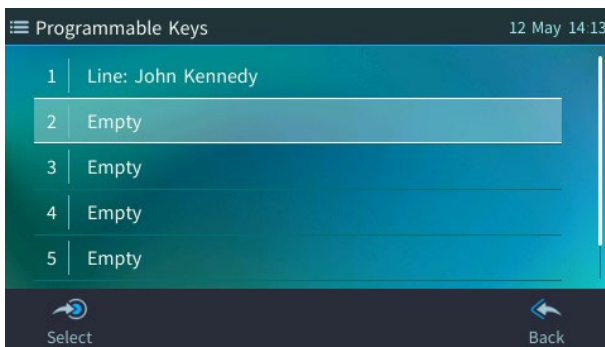 Programmable Keys 12 May 14:13
1 Line: John Kennedy
2 Empty
3 Empty
4 Empty
5 Empty
Select Back